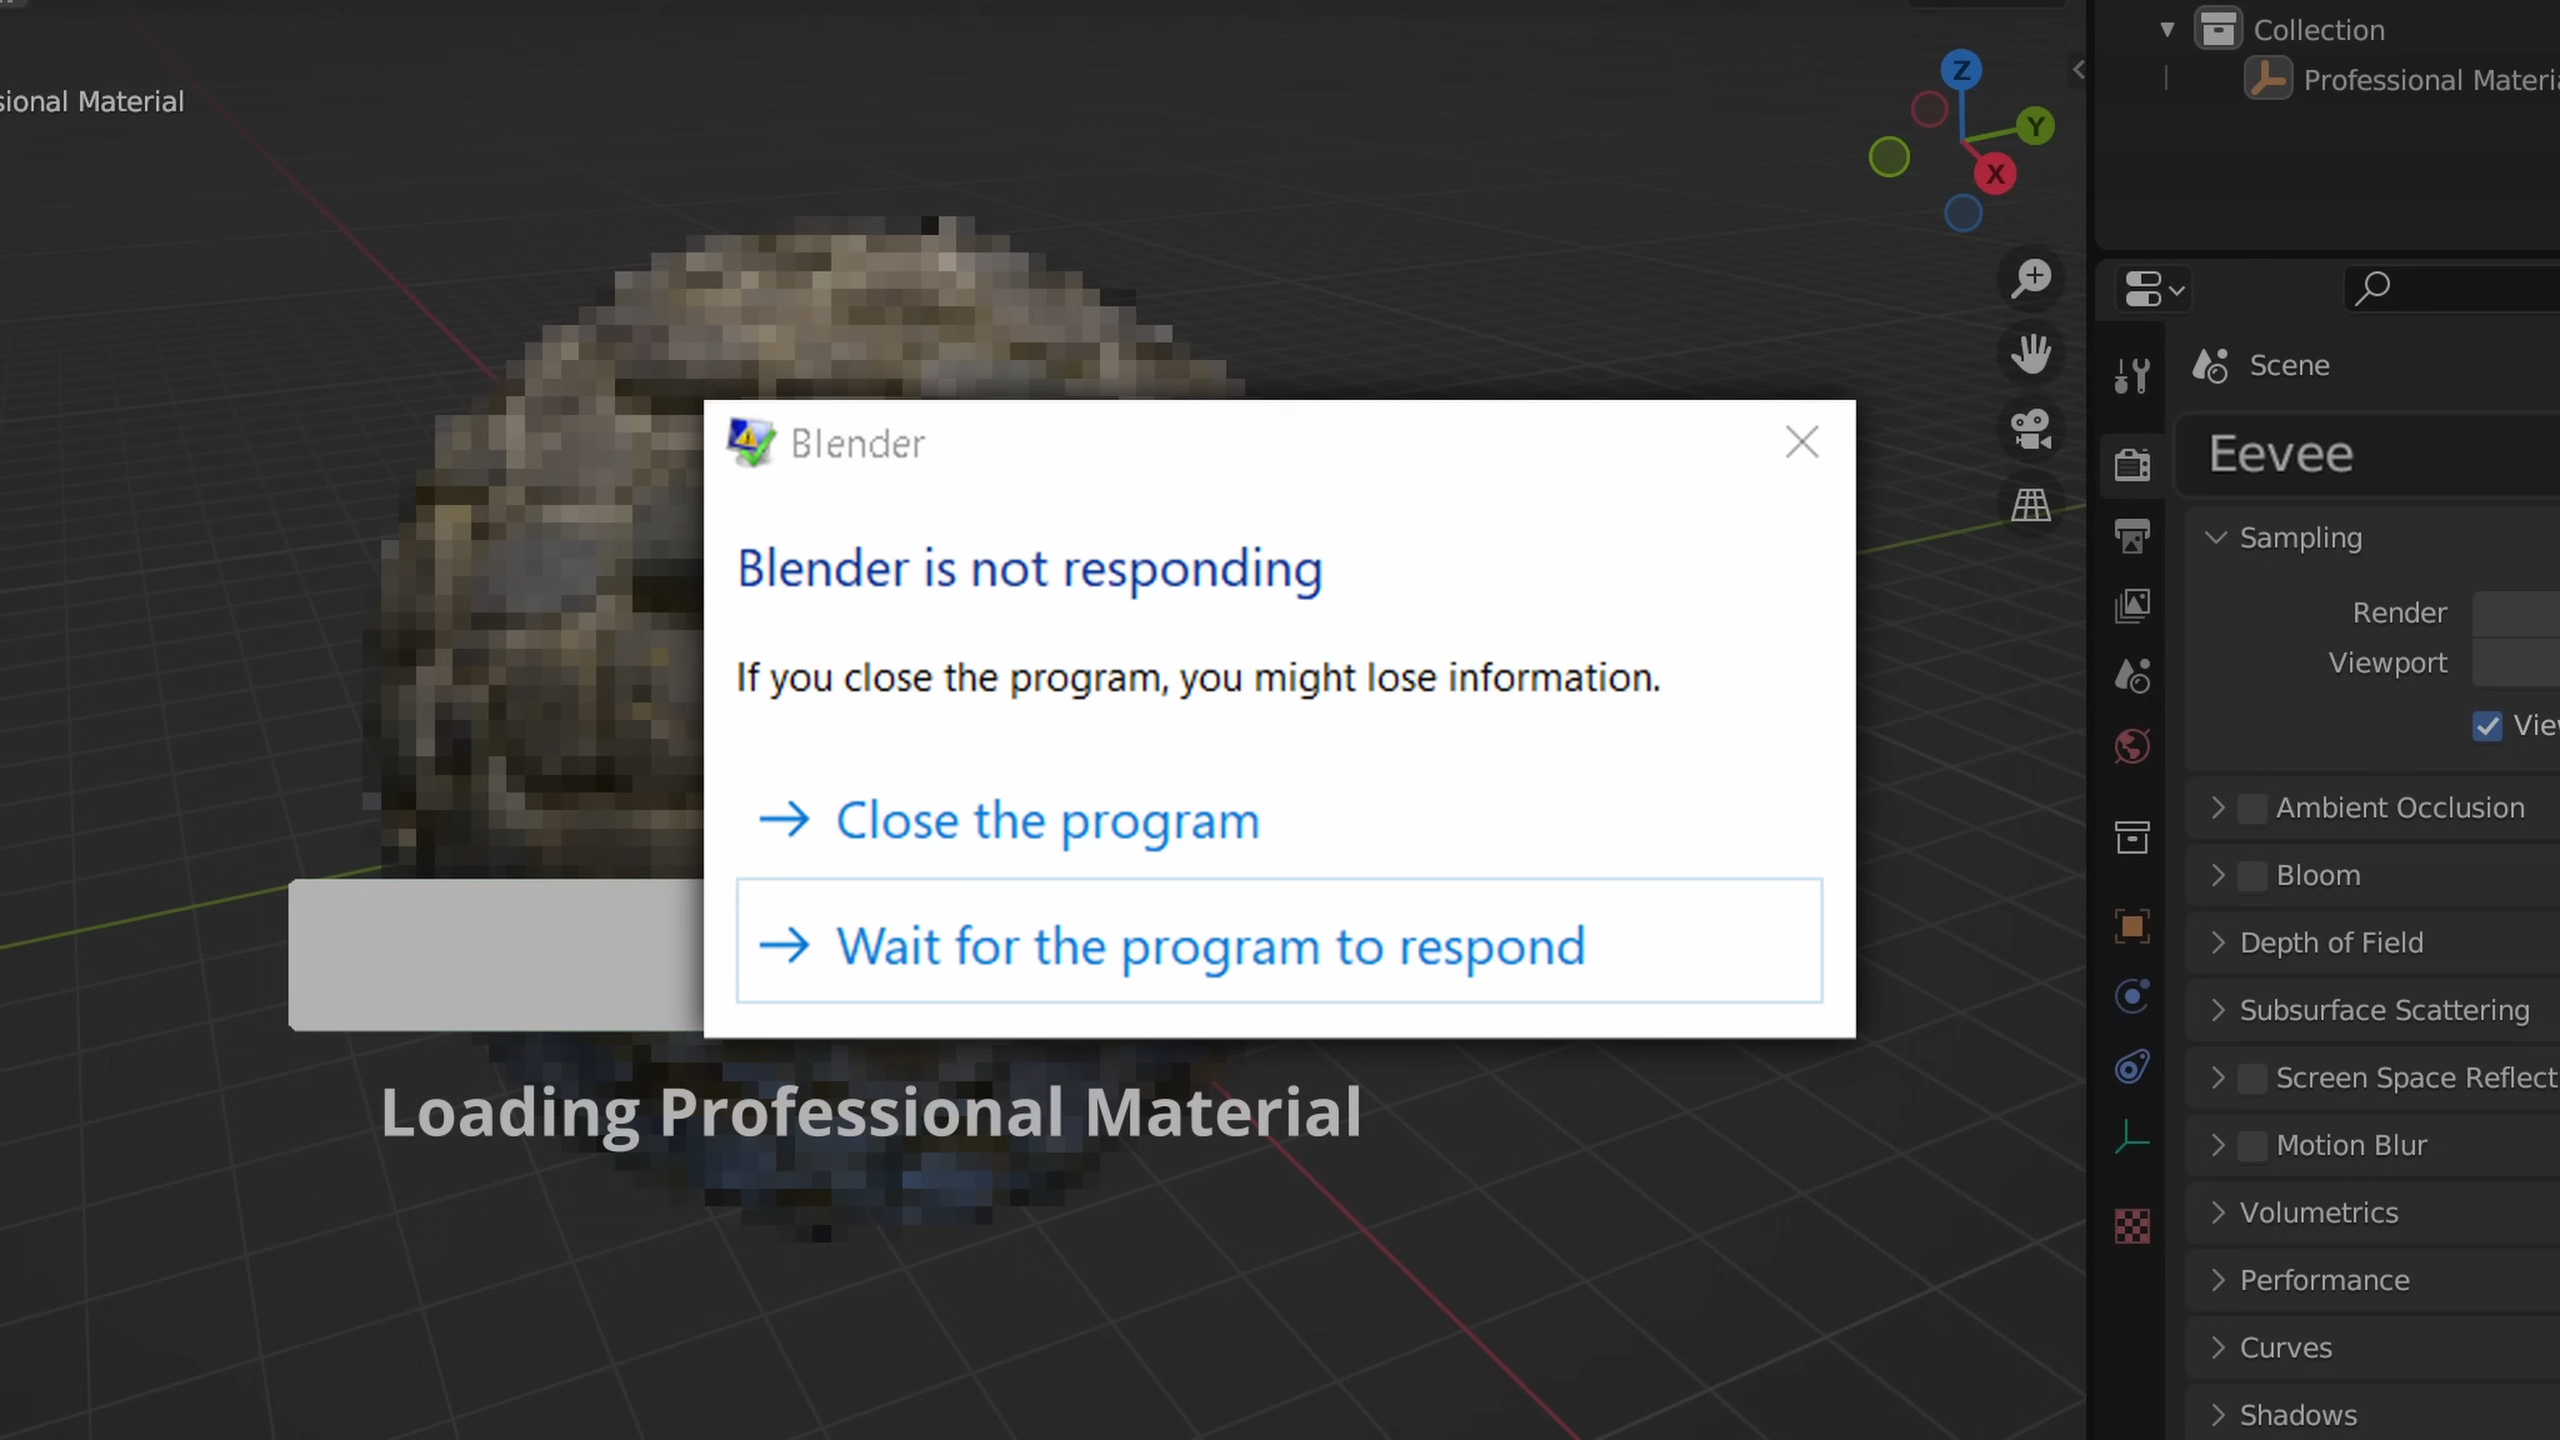 sional Material
Z
Y
X
Collection
Professional Materi
Scene
Eevee
Sampling
Render
Viewport
Vie
Ambient Occlusion
Bloom
Depth of Field
Subsurface Scattering
Screen Space Reflect
Motion Blur
Volumetrics
Performance
Curves
Shadows
Blender
Blender is not responding
If you close the program, you might lose information.
→ Close the program
→ Wait for the program to respond
Loading Professional Material